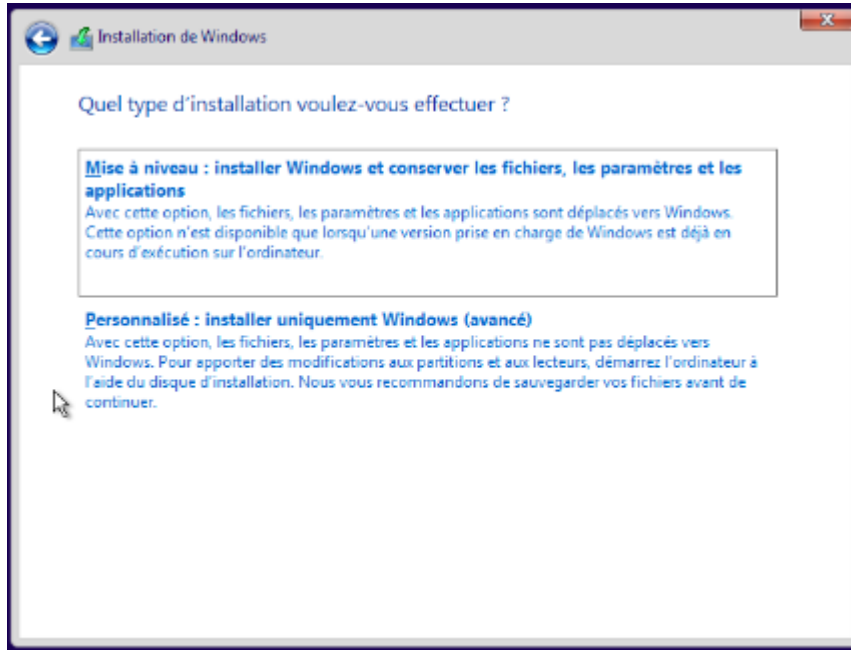 Installation de Windows
Quel type d'installation voulez-vous effectuer ?
Mise à niveau : installer Windows et conserver les fichiers, les paramètres et les
applications
Avec cette option, les fichiers, les paramètres et les applications sont déplacés vers Windows.
Cette option n'est disponible que lorsqu'une version prise en charge de Windows est déjà en
cours d'exécution sur l'ordinateur.
Personnalisé : installer uniquement Windows (avancé)
Avec cette option, les fichiers, les paramètres et les applications ne sont pas déplacés vers
Windows. Pour apporter des modifications aux partitions et aux lecteurs, démarrez l'ordinateur à
l'aide du disque d'installation. Nous vous recommandons de sauvegarder vos fichiers avant de
continuer.